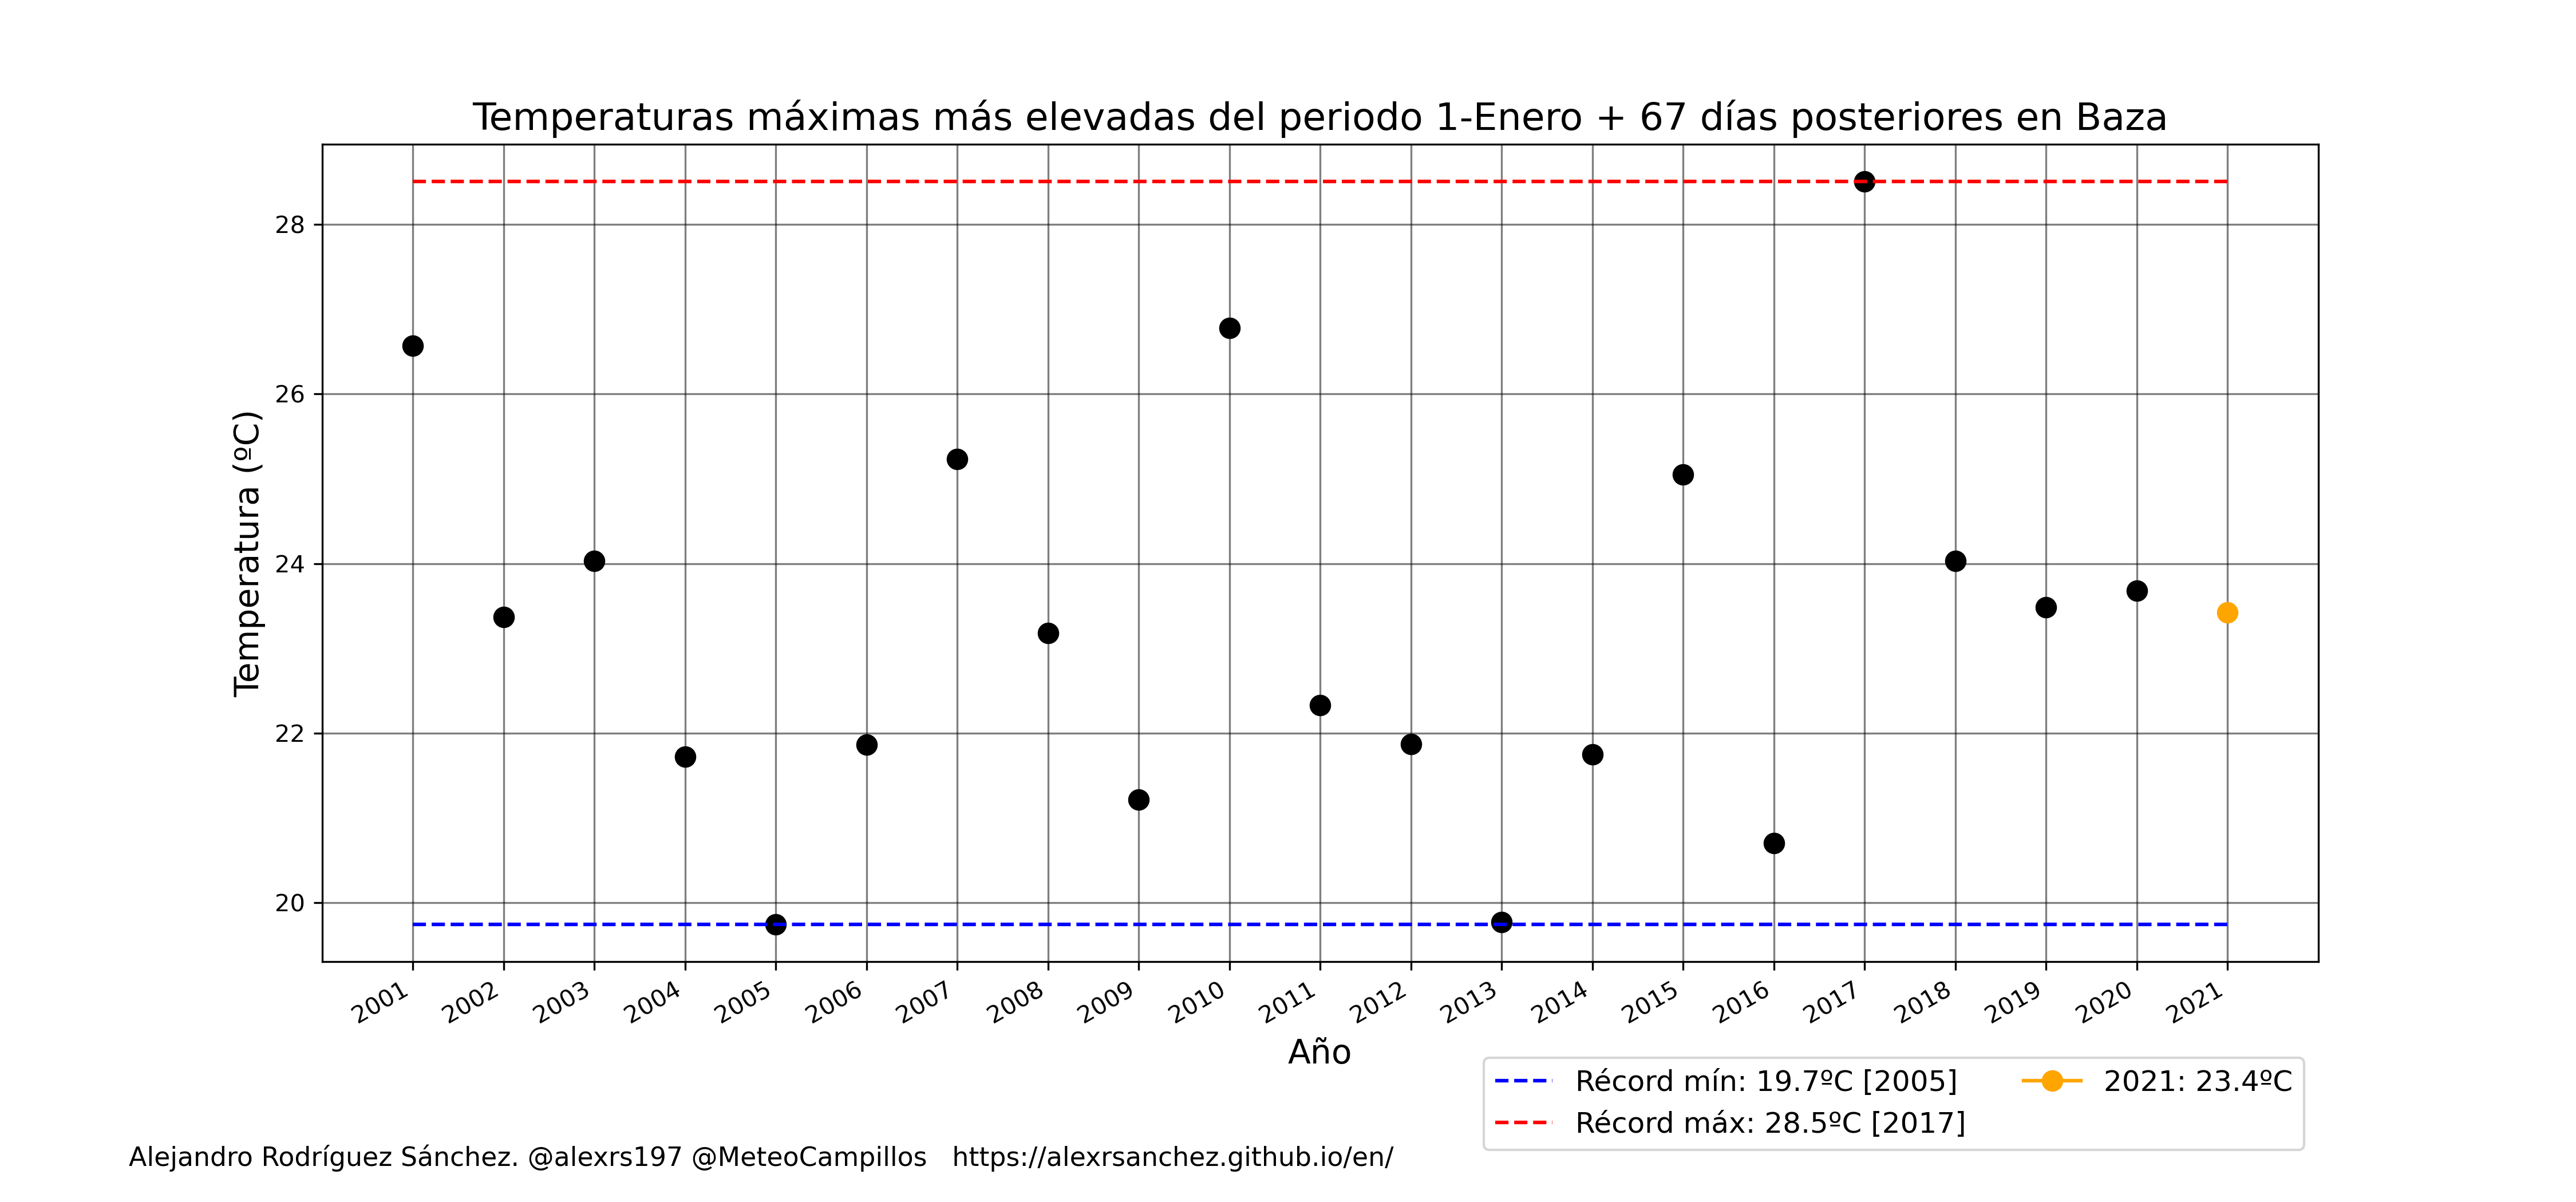 Temperaturas máximas más elevadas del periodo 1-Enero + 67 días posteriores en Baza
Temperatura (ºC)
28
26
24
22
20
2001 2002 2003 2004 2005 2006 2007 2008 2009 2010 2011 2012 2013 2014 2015 2016 2017 2018 2019 2020 2021
Año
Récord mín: 19.7ºC [2005]
Récord máx: 28.5ºC [2017]
2021: 23.4ºC
Alejandro Rodríguez Sánchez. @alexrs197 @MeteoCampillos https://alexrsanchez.github.io/en/